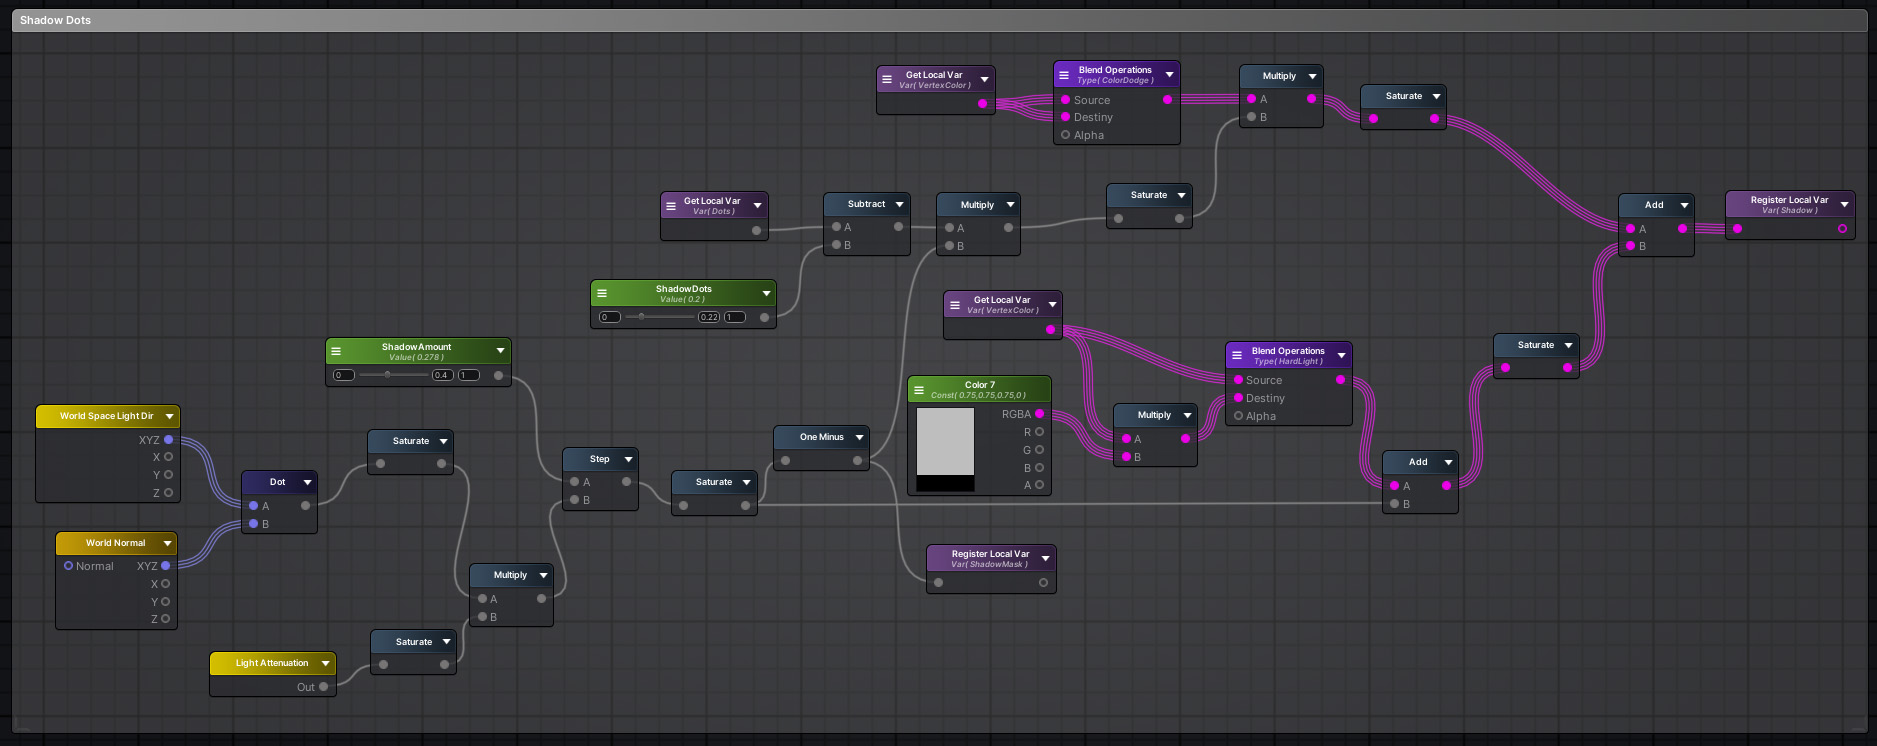 Shadow Dots
Get Local Var
Var( VertexColor )
Blend Operations
Type( ColorDodge )
Source
Destiny
Alpha
Multiply
A
B
Saturate
Get Local Var
Var( Dots )
Subtract
A
B
Multiply
A
B
Saturate
Add
A
B
Register Local Var
Var( Shadow )
ShadowDots
Value( 0.2 )
0 0.22 1
Get Local Var
Var( VertexColor )
ShadowAmount
Value( 0.278 )
0 0.4 1
Blend Operations
Type( HardLight )
Source
Destiny
Alpha
Saturate
Color 7
Const( 0.75,0.75,0.75,0 )
RGBA
R
G
B
A
Multiply
A
B
World Space Light Dir
XYZ
X
Y
Z
Saturate
One Minus
Step
A
B
Saturate
Add
A
B
Dot
A
B
World Normal
Normal XYZ
X
Y
Z
Register Local Var
Var( ShadowMask )
Multiply
A
B
Saturate
Light Attenuation
Out